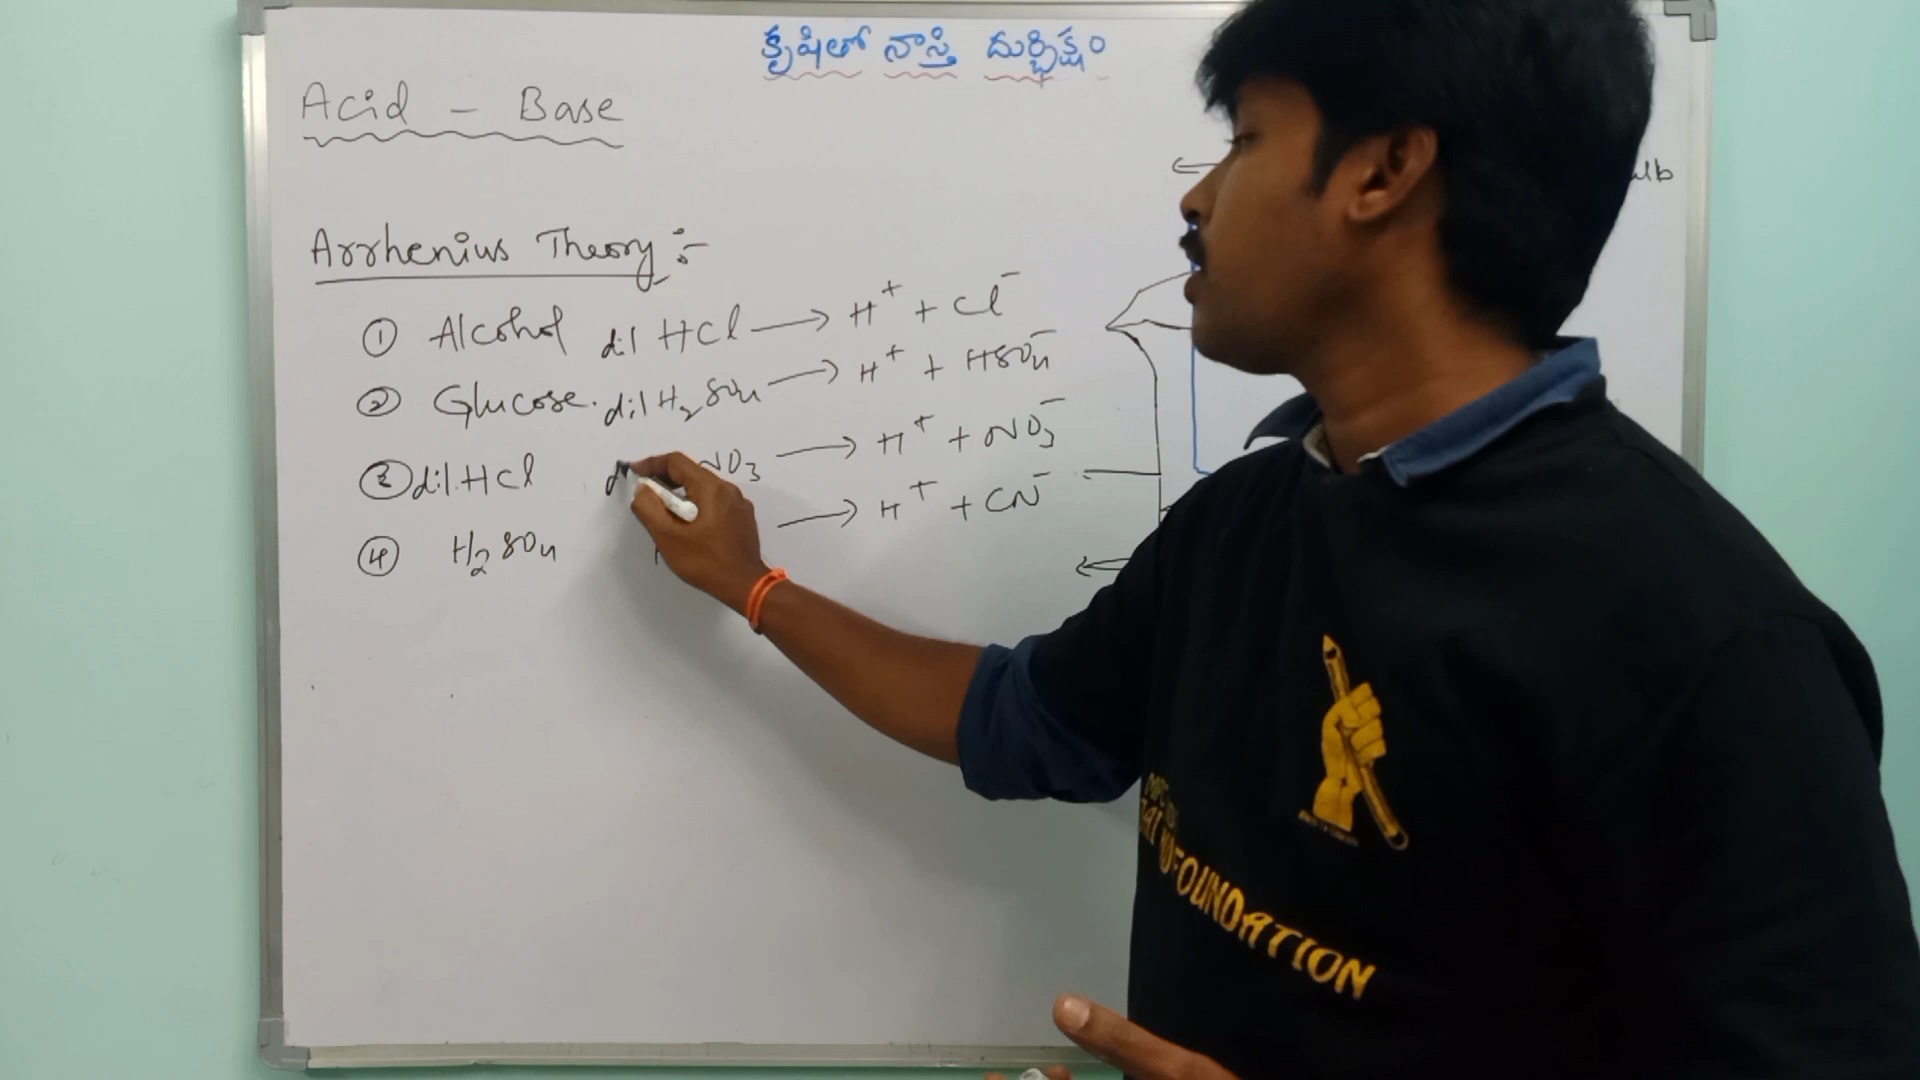 కృషితో నాస్తి దుర్భిక్షం
Acid - Base
Arrhenius Theory :-
① Alcohol dil HCl ⟶ H⁺ + Cl⁻
② Glucose. dil H₂SO₄ ⟶ H⁺ + HSO₄⁻
③ dil. HCl NO₃ ⟶ H⁺ + NO₃⁻
⟶ H⁺ + CN⁻
④ H₂SO₄
FOUNDATION